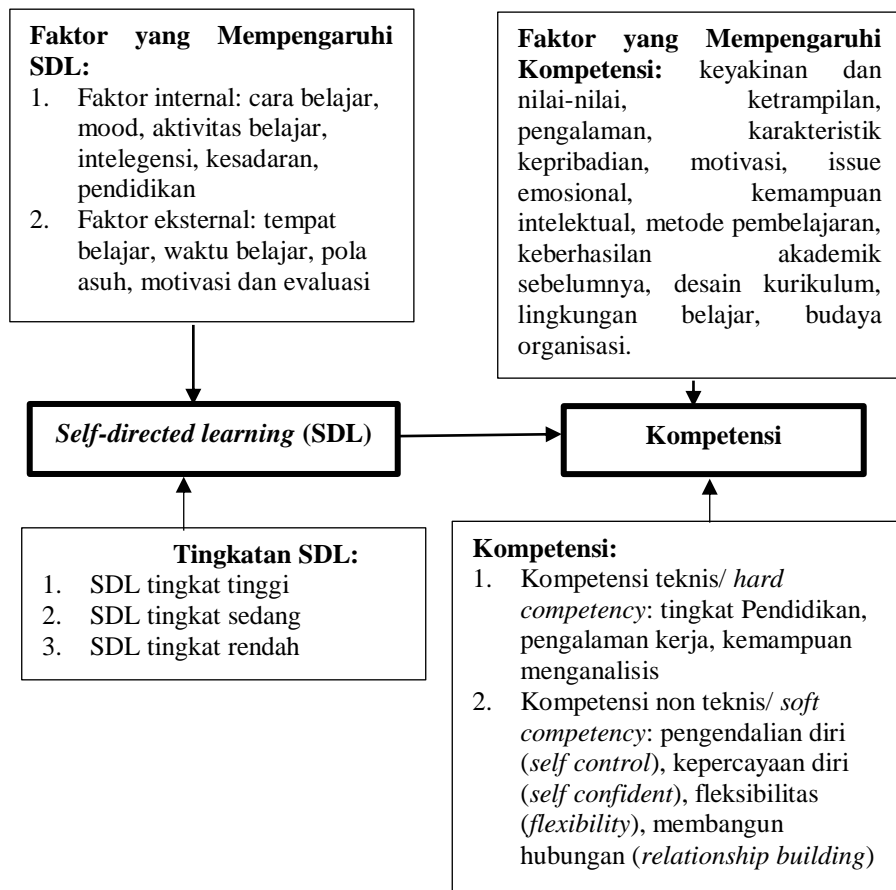 Faktor yang Mempengaruhi
SDL:
1. Faktor internal: cara belajar,
mood, aktivitas belajar,
intelegensi, kesadaran,
pendidikan
2. Faktor eksternal: tempat
belajar, waktu belajar, pola
asuh, motivasi dan evaluasi
Faktor yang Mempengaruhi
Kompetensi: keyakinan dan
nilai-nilai, ketrampilan,
pengalaman, karakteristik
kepribadian, motivasi, issue
emosional, kemampuan
intelektual, metode pembelajaran,
keberhasilan akademik
sebelumnya, desain kurikulum,
lingkungan belajar, budaya
organisasi.
Self-directed learning (SDL)
Kompetensi
Tingkatan SDL:
1. SDL tingkat tinggi
2. SDL tingkat sedang
3. SDL tingkat rendah
Kompetensi:
1. Kompetensi teknis/ hard
competency: tingkat Pendidikan,
pengalaman kerja, kemampuan
menganalisis
2. Kompetensi non teknis/ soft
competency: pengendalian diri
(self control), kepercayaan diri
(self confident), fleksibilitas
(flexibility), membangun
hubungan (relationship building)